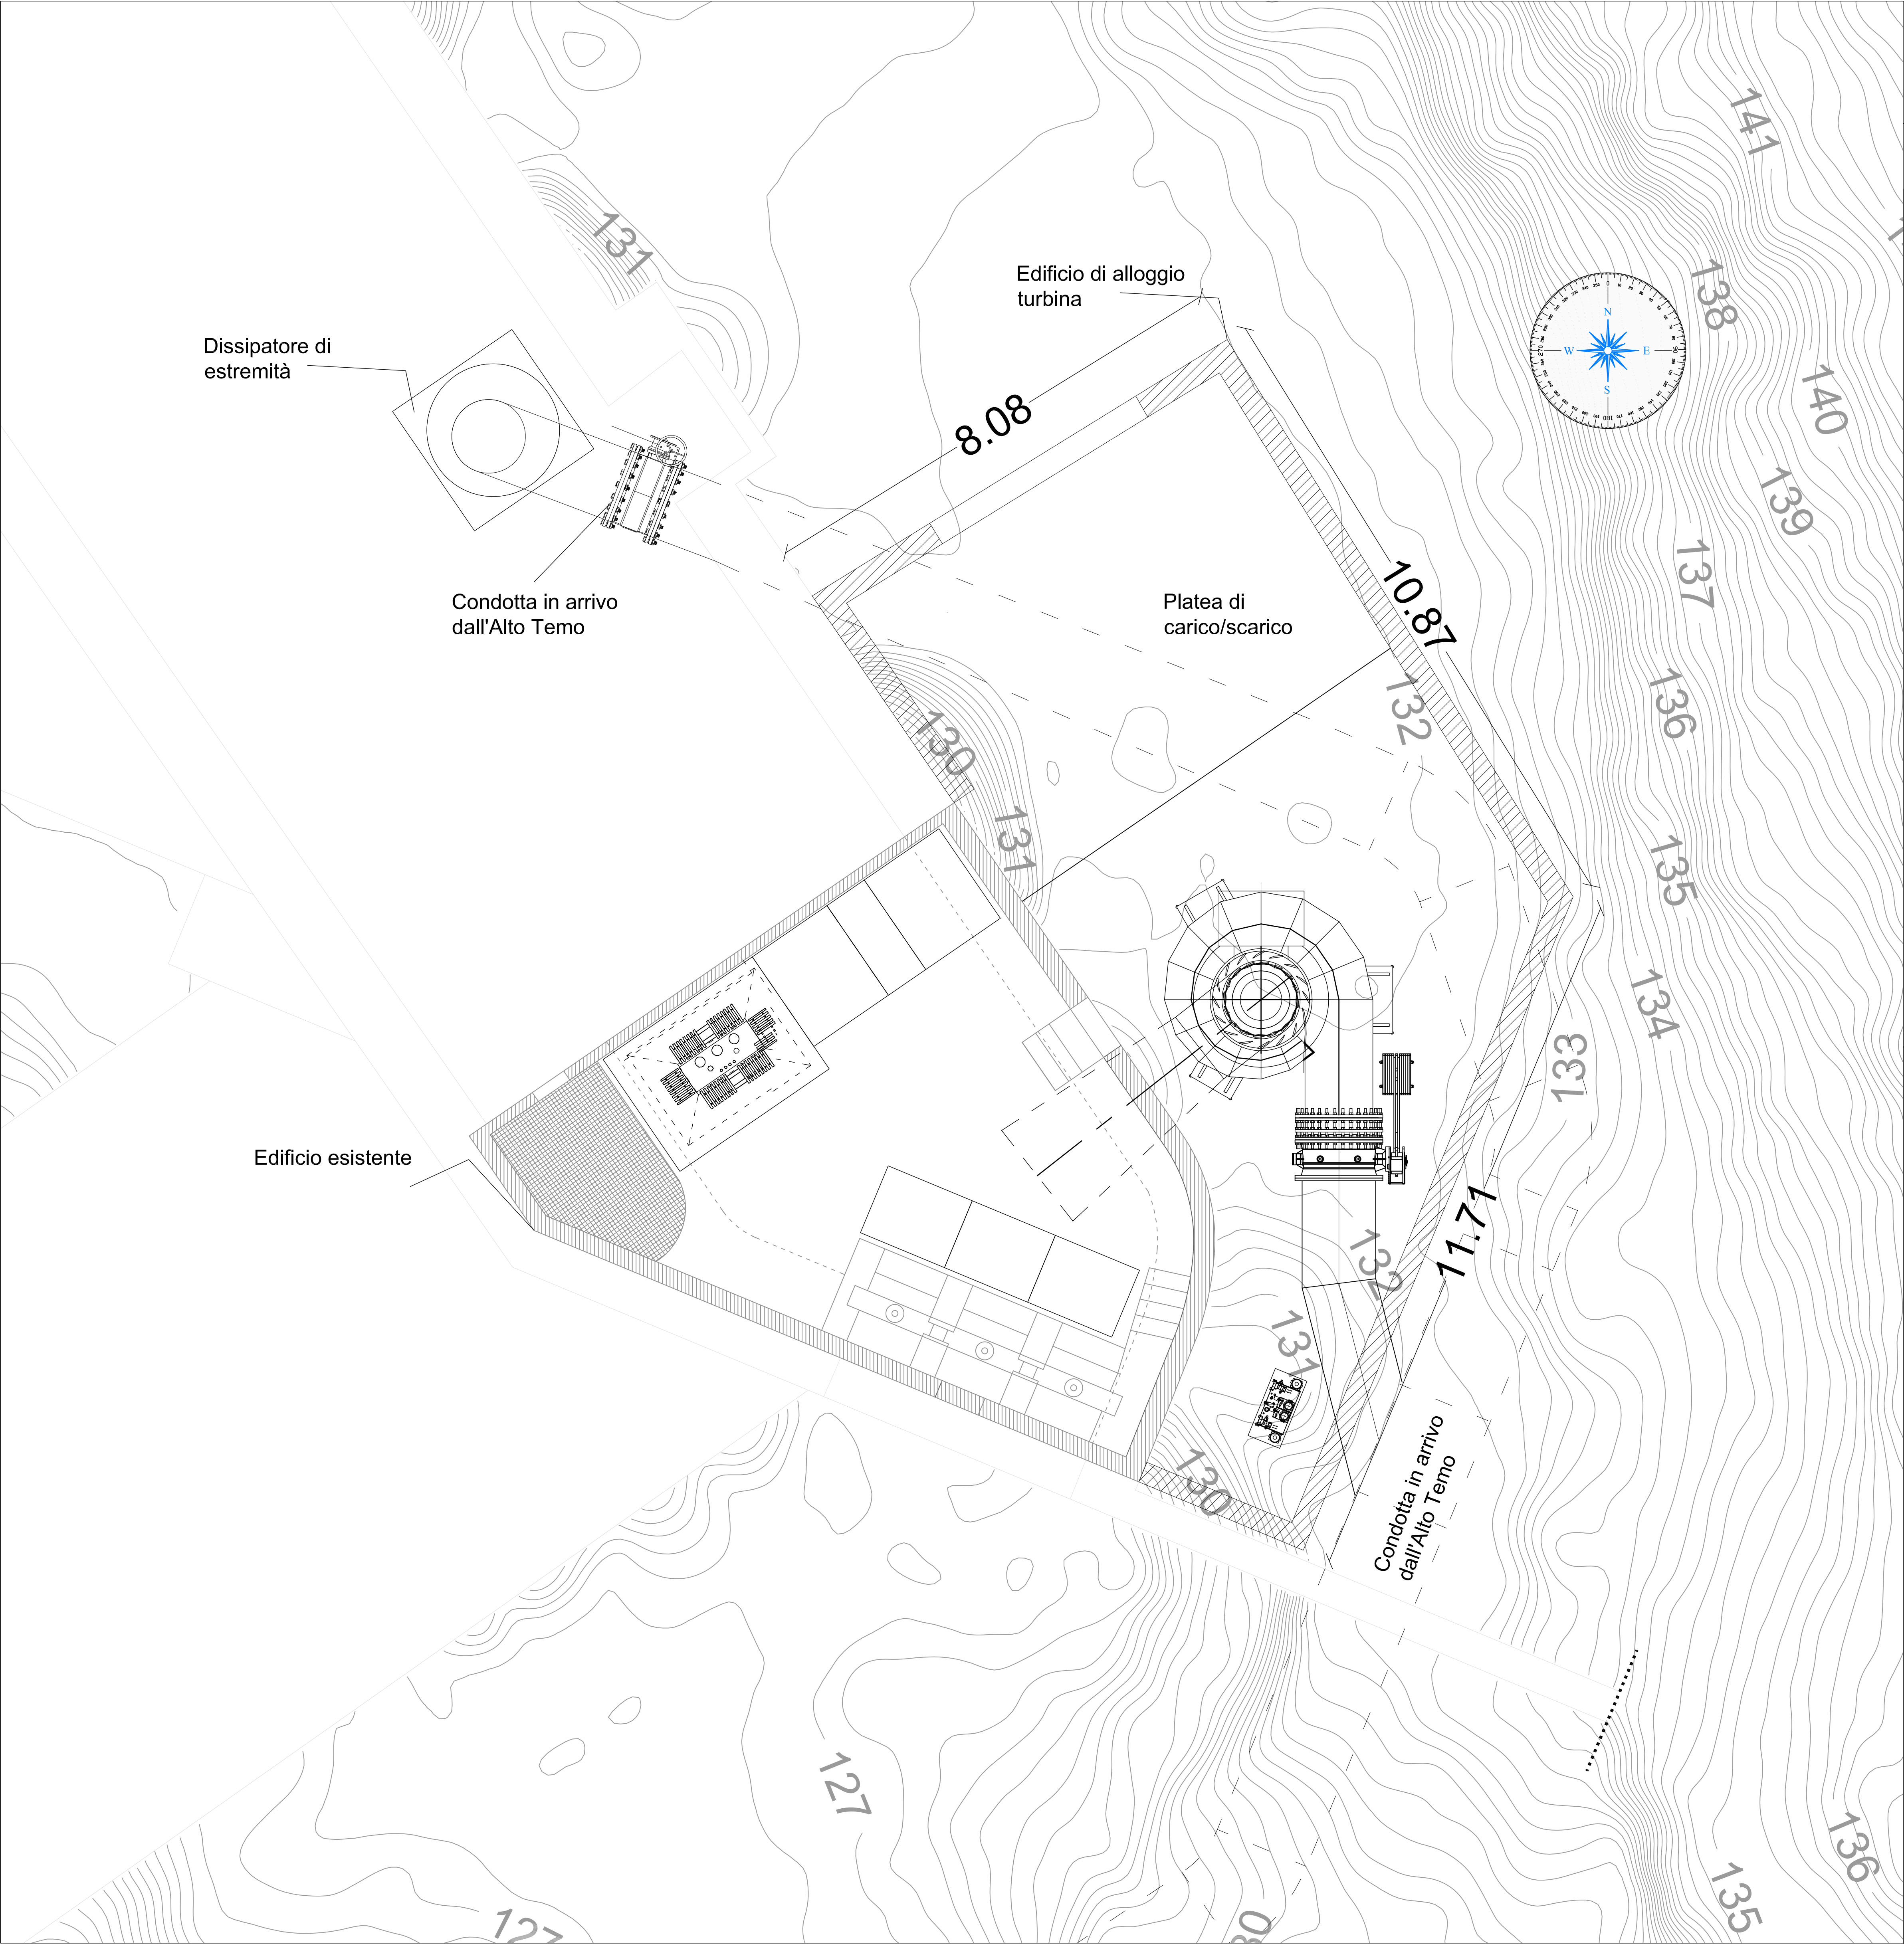 141
131
138
Edificio di alloggio
turbina
N
W
E
S
Dissipatore di
estremità
140
8.08
139
137
10.87
Condotta in arrivo
dall'Alto Temo
Platea di
carico/scarico
132
136
130
131
135
134
133
Edificio esistente
11.71
132
131
130
Condotta in arrivo
dall'Alto Temo
127
136
135
127